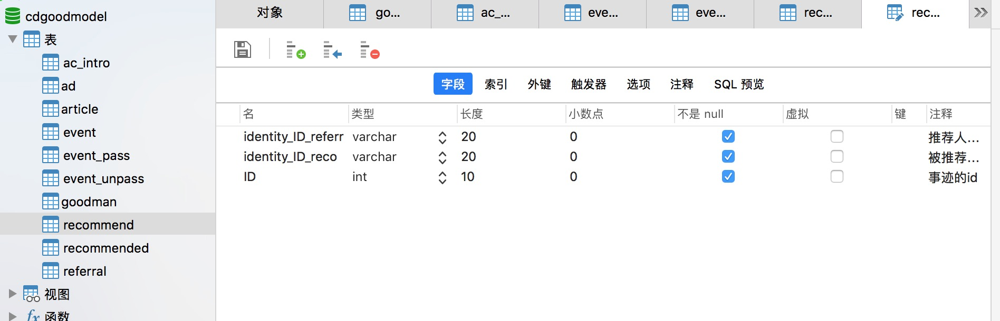 cdgoodmodel
表
ac_intro
ad
article
event
event_pass
event_unpass
goodman
recommend
recommended
referral
视图
fx 函数
对象 go... ac_... eve... eve... rec... rec...
字段 索引 外键 触发器 选项 注释 SQL 预览
名 类型 长度 小数点 不是 null 虚拟 键 注释
identity_ID_referr varchar 20 0 推荐人...
identity_ID_reco varchar 20 0 被推荐...
ID int 10 0 事迹的id